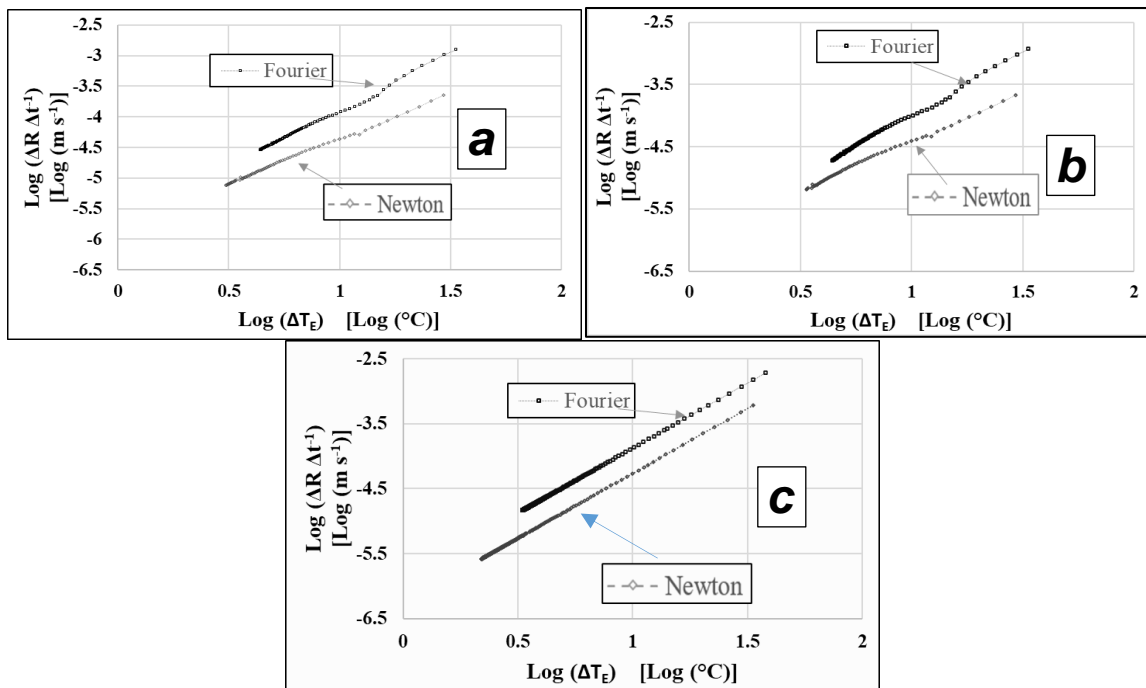 -2.5
-3
-3.5
-4
-4.5
-5
-5.5
-6
-6.5
0
0.5
1
1.5
2
Log (ΔR Δt⁻¹)
[Log (m s⁻¹)]
Log (ΔT_E) [Log (°C)]
Fourier
Newton
a
-2.5
-3.5
-4.5
-5.5
-6.5
0
0.5
1
1.5
2
Log (ΔR Δt⁻¹)
[Log (m s⁻¹)]
Log (ΔT_E) [Log (°C)]
Fourier
Newton
b
-2.5
-3.5
-4.5
-5.5
-6.5
0
0.5
1
1.5
2
Log (ΔR Δt⁻¹)
[Log (m s⁻¹)]
Log (ΔT_E) [Log (°C)]
Fourier
Newton
c